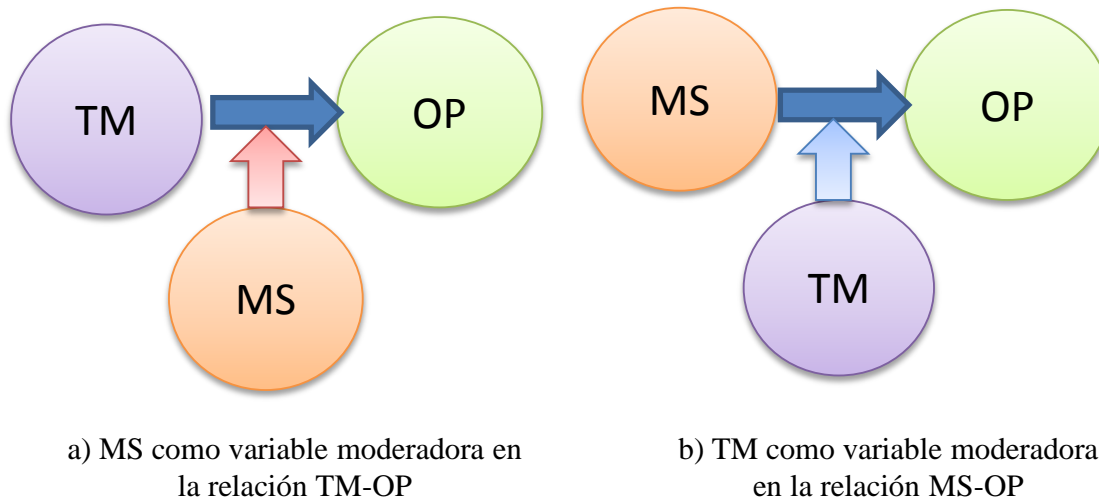 TM
OP
MS
a) MS como variable moderadora en
la relación TM-OP
MS
OP
TM
b) TM como variable moderadora
en la relación MS-OP